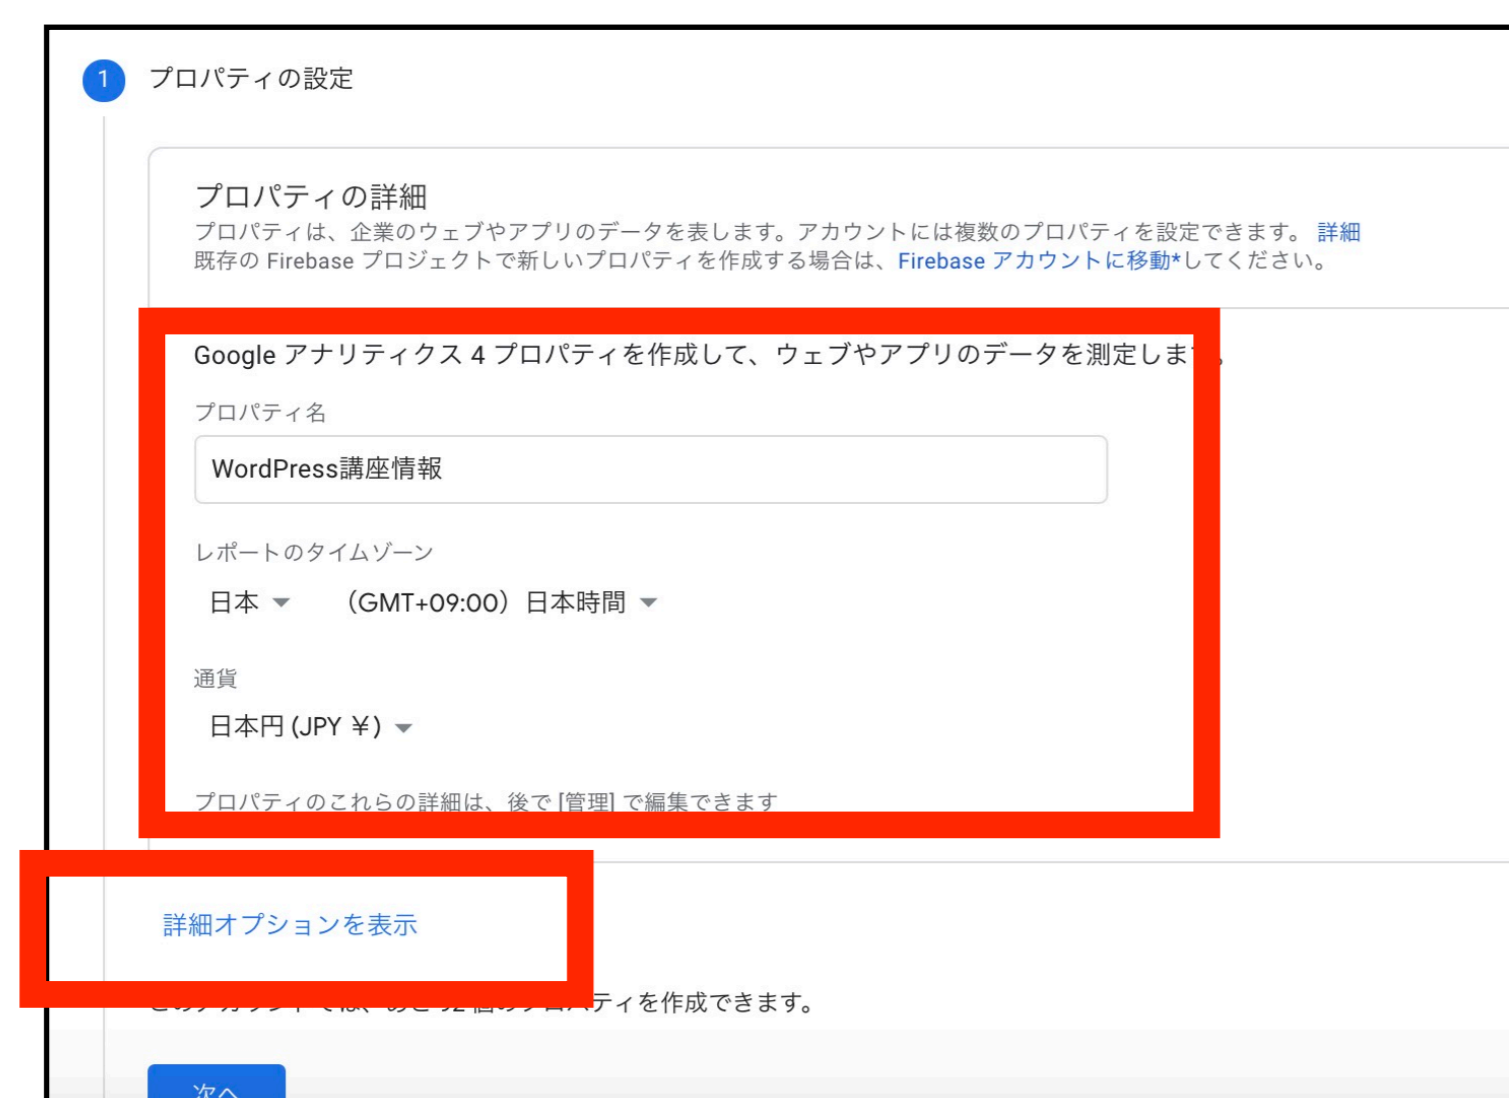 1 プロパティの設定
プロパティの詳細
プロパティは、企業のウェブやアプリのデータを表します。アカウントには複数のプロパティを設定できます。 詳細
既存の Firebase プロジェクトで新しいプロパティを作成する場合は、Firebase アカウントに移動*してください。
Google アナリティクス 4 プロパティを作成して、ウェブやアプリのデータを測定します。
プロパティ名
WordPress講座情報
レポートのタイムゾーン
日本 (GMT+09:00)日本時間
通貨
日本円 (JPY ¥)
プロパティのこれらの詳細は、後で [管理] で編集できます
詳細オプションを表示
ティを作成できます。
次へ